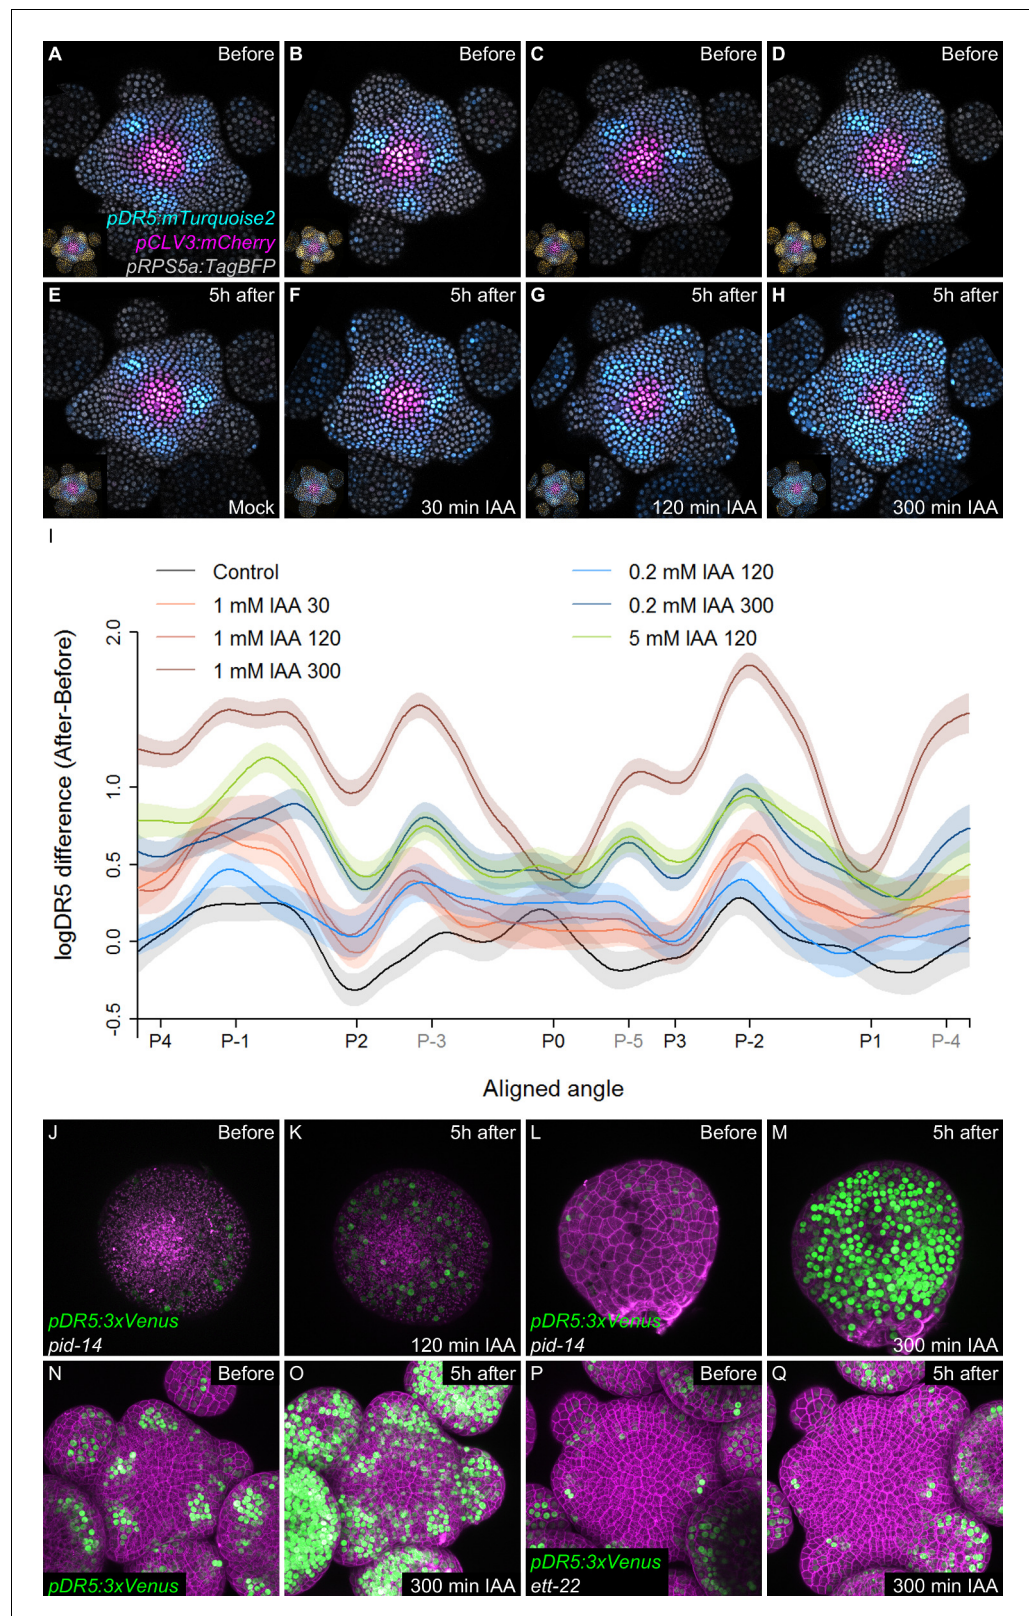 A Before
B Before
C Before
D Before
pDR5:mTurquoise2
pCLV3:mCherry
pRPS5a:TagBFP
E 5h after
F 5h after
G 5h after
H 5h after
Mock
30 min IAA
120 min IAA
300 min IAA
I
Control
1 mM IAA 30
1 mM IAA 120
1 mM IAA 300
0.2 mM IAA 120
0.2 mM IAA 300
5 mM IAA 120
logDR5 difference (After-Before)
2.0
1.0
0.5
0.0
-0.5
P4 P-1 P2 P-3 P0 P-5 P3 P-2 P1 P-4
Aligned angle
J Before
K 5h after
L Before
M 5h after
pDR5:3xVenus
pid-14
120 min IAA
pDR5:3xVenus
pid-14
300 min IAA
N Before
O 5h after
P Before
Q 5h after
pDR5:3xVenus
300 min IAA
pDR5:3xVenus
ett-22
300 min IAA